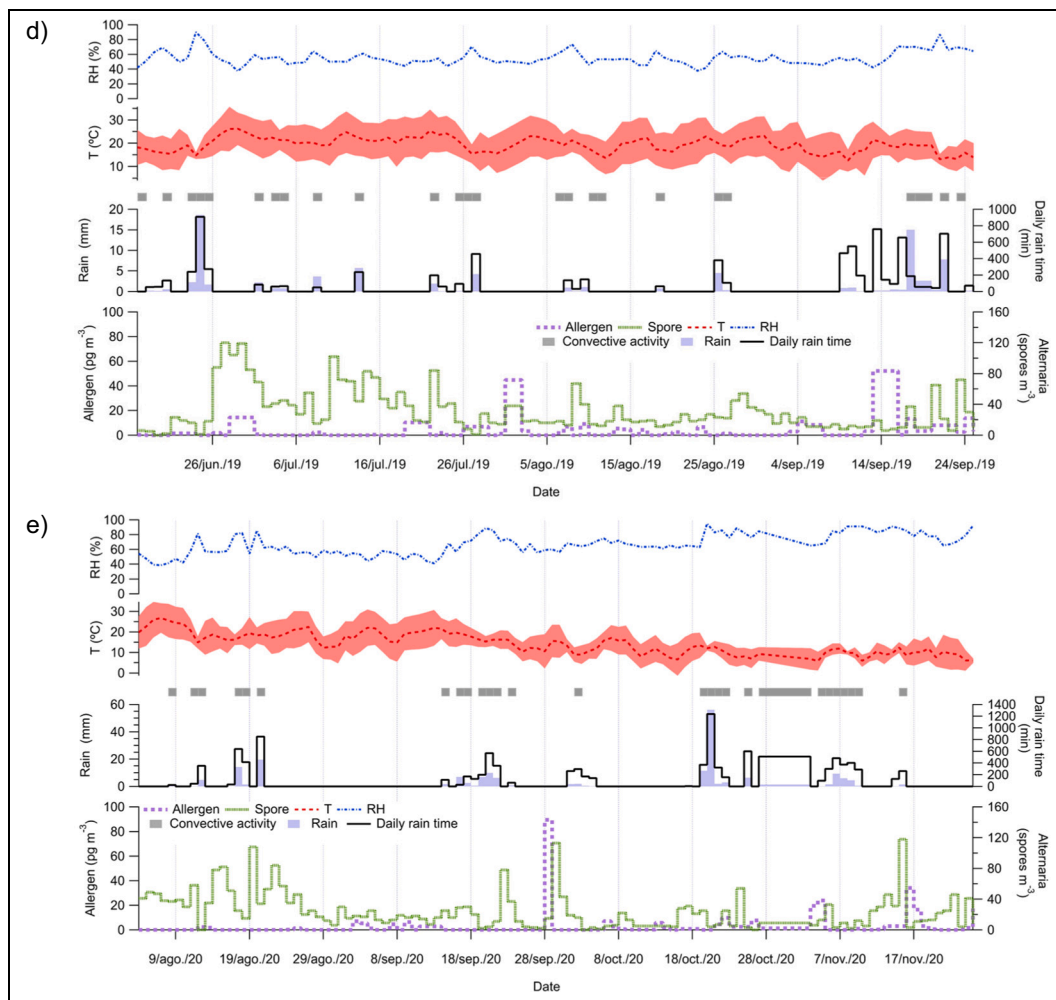 d)
100
80
60
40
20
0
RH (%)
30
20
10
T (ºC)
20
15
10
5
0
Rain (mm)
1000
800
600
400
200
0
Daily rain time
(min)
100
80
60
40
20
0
Allergen (pg m-3)
160
120
80
40
0
Alternaria
(spores m-3)
Allergen Spore T RH
Convective activity Rain Daily rain time
26/jun./19 6/jul./19 16/jul./19 26/jul./19 5/ago./19 15/ago./19 25/ago./19 4/sep./19 14/sep./19 24/sep./19
Date
e)
100
80
60
40
20
0
RH (%)
30
20
10
0
T (ºC)
60
40
20
0
Rain (mm)
1400
1200
1000
800
600
400
200
0
Daily rain time
(min)
100
80
60
40
20
0
Allergen (pg m-3)
160
120
80
40
0
Alternaria
(spores m-3)
Allergen Spore T RH
Convective activity Rain Daily rain time
9/ago./20 19/ago./20 29/ago./20 8/sep./20 18/sep./20 28/sep./20 8/oct./20 18/oct./20 28/oct./20 7/nov./20 17/nov./20
Date